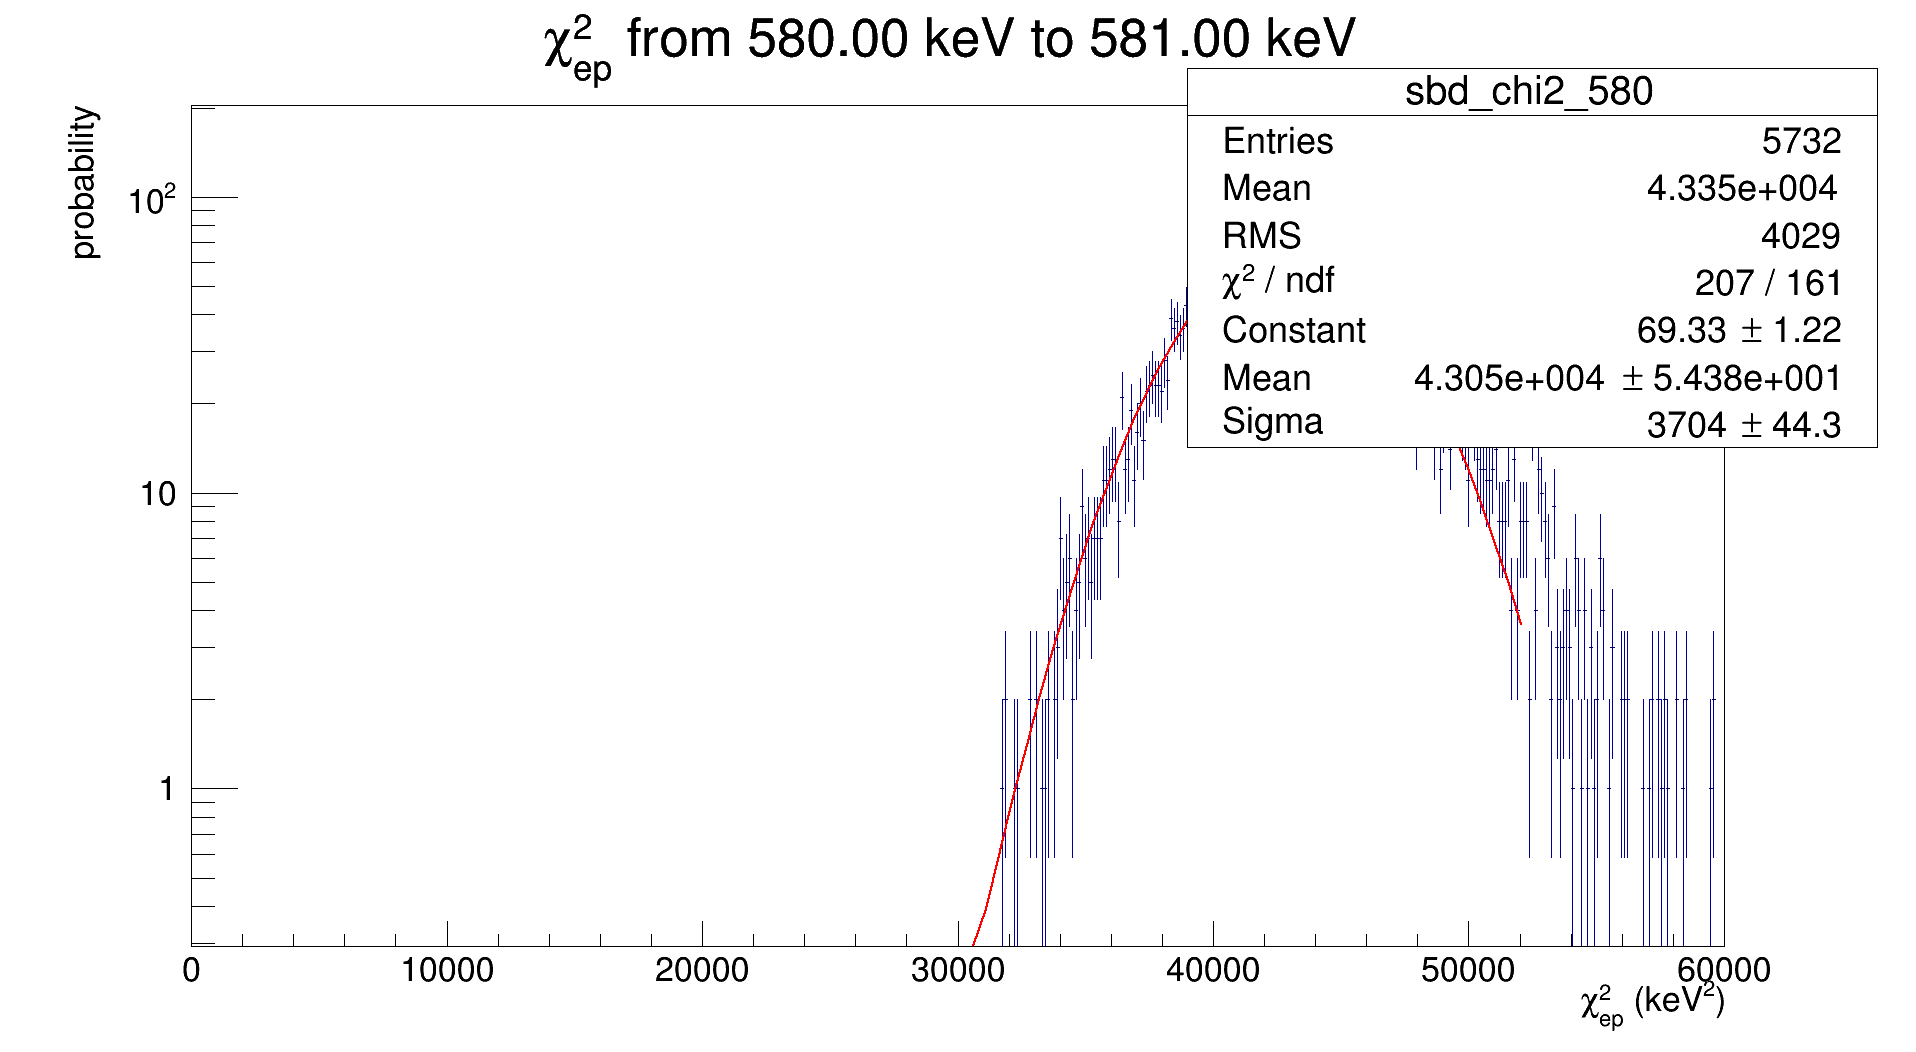 χ²ep from 580.00 keV to 581.00 keV
probability
10²
10
1
sbd_chi2_580
Entries 5732
Mean 4.335e+004
RMS 4029
χ² / ndf 207 / 161
Constant 69.33 ± 1.22
Mean 4.305e+004 ± 5.438e+001
Sigma 3704 ± 44.3
0 10000 20000 30000 40000 50000 60000
χ²ep (keV²)